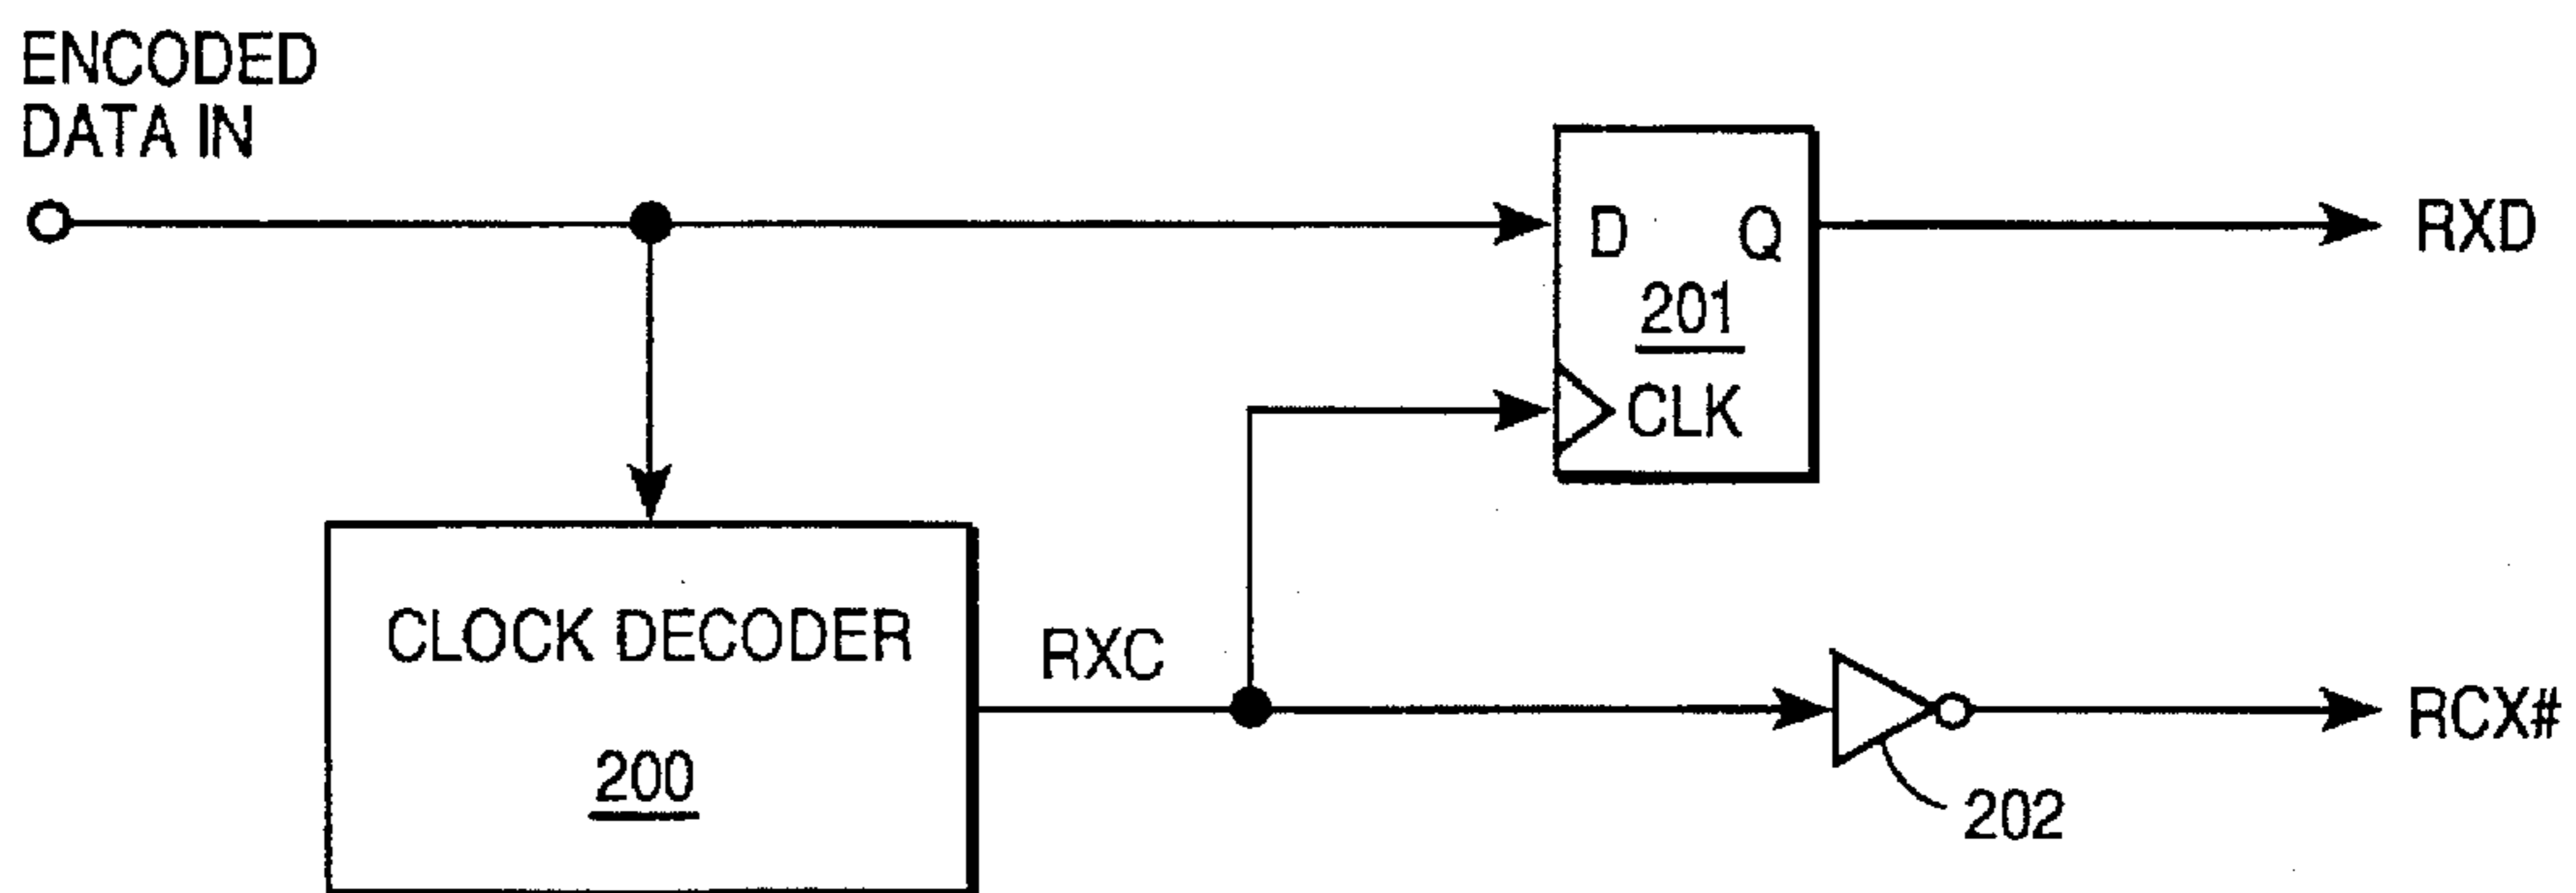 ENCODED
DATA IN
D Q
RXD
201
CLK
CLOCK DECODER
RXC
RCX#
200
202